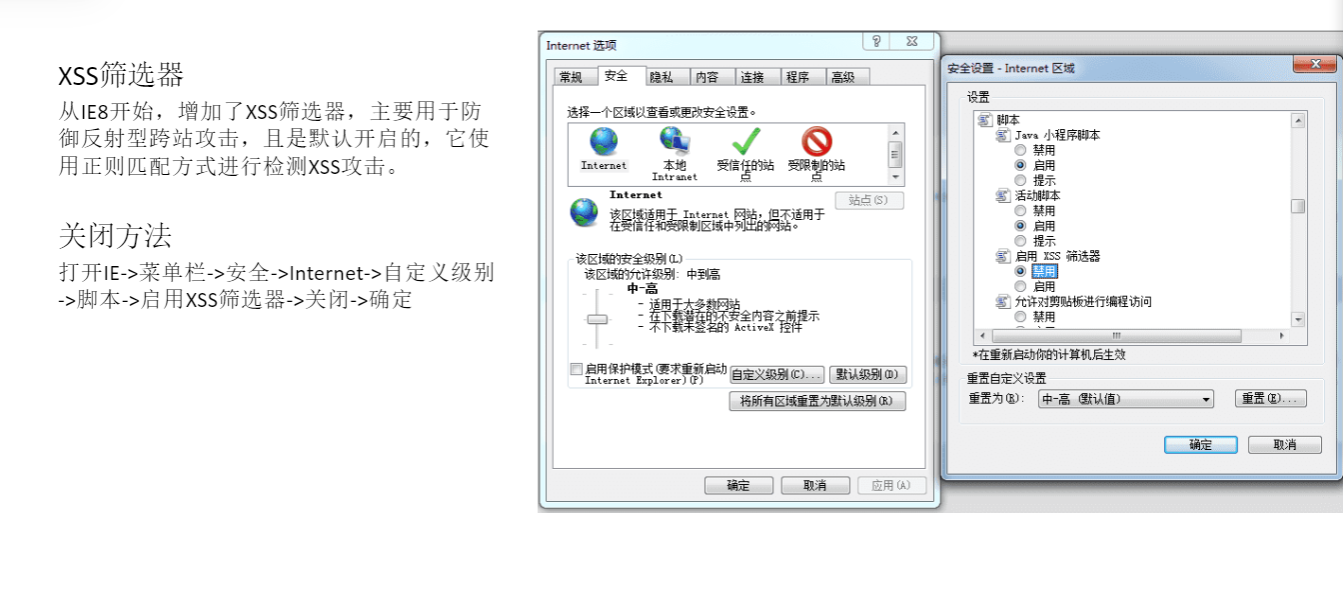 XSS筛选器
从IE8开始，增加了XSS筛选器，主要用于防
御反射型跨站攻击，且是默认开启的，它使
用正则匹配方式进行检测XSS攻击。
关闭方法
打开IE->菜单栏->安全->Internet->自定义级别
->脚本->启用XSS筛选器->关闭->确定
Internet 选项
常规 安全 隐私 内容 连接 程序 高级
选择一个区域以查看或更改安全设置。
Internet
本地
Intranet
受信任的站
点
受限制的站
点
Internet
站点(S)
该区域适用于 Internet 网站，但不适用于
在受信任和受限制区域中列出的网站。
该区域的安全级别(L)
该区域的允许级别: 中到高
中-高
- 适用于大多数网站
- 在下载潜在的不安全内容之前提示
- 不下载未签名的 ActiveX 控件
启用保护模式(要求重新启动
Internet Explorer)(P)
自定义级别(C)... 默认级别(D)
将所有区域重置为默认级别(R)
确定 取消 应用(A)
安全设置 - Internet 区域
设置
脚本
Java 小程序脚本
禁用
启用
提示
活动脚本
禁用
启用
提示
启用 XSS 筛选器
禁用
启用
允许对剪贴板进行编程访问
禁用
*在重新启动你的计算机后生效
重置自定义设置
重置为(R): 中-高 (默认值) 重置(E)...
确定 取消